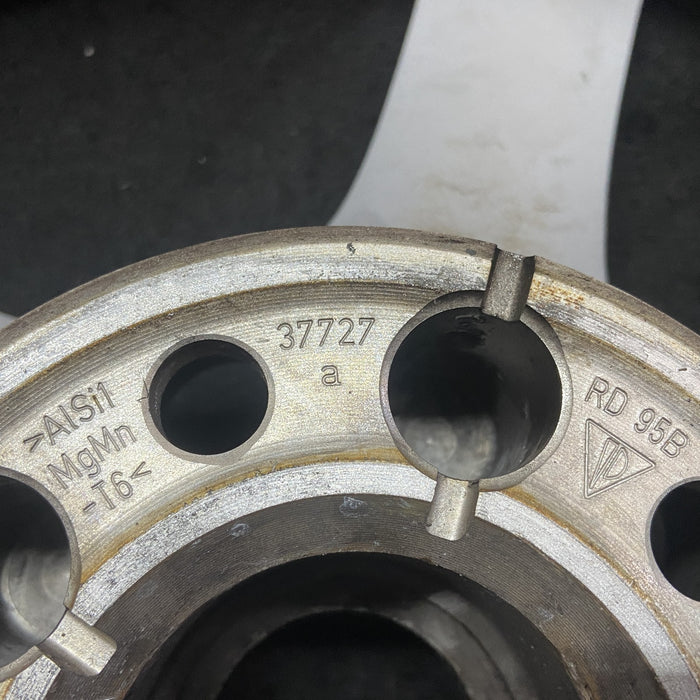 >AlSi1
MgMn
-T6<
37727
a
RD 95B